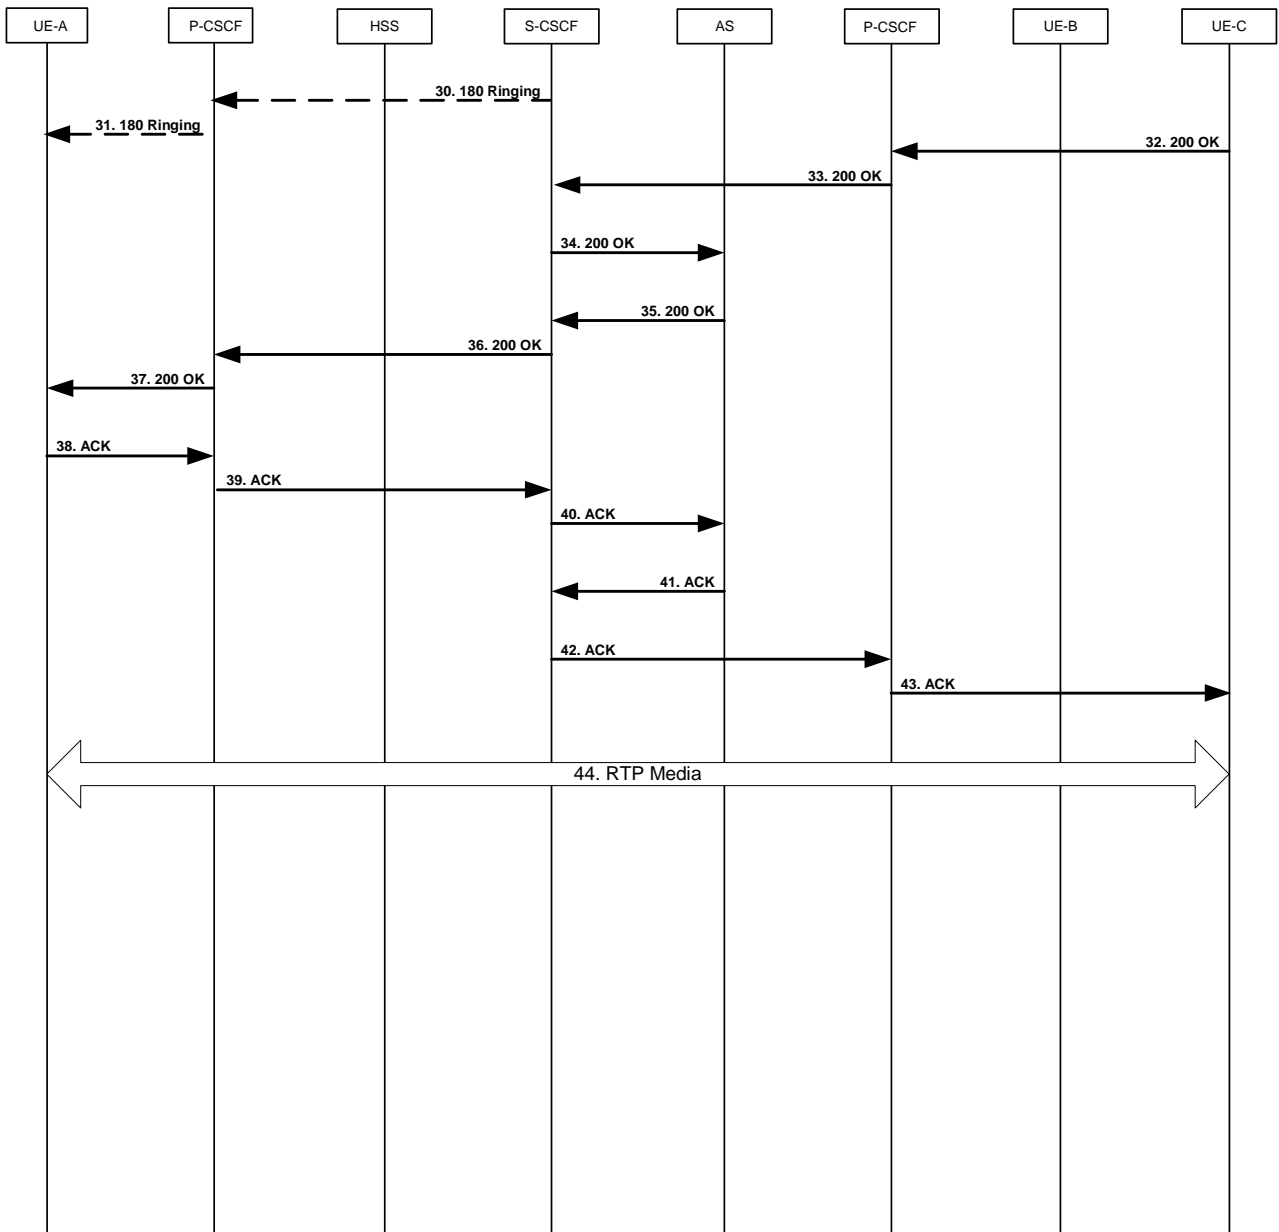 UE-A
P-CSCF
HSS
S-CSCF
AS
P-CSCF
UE-B
UE-C
30. 180 Ringing
31. 180 Ringing
32. 200 OK
33. 200 OK
34. 200 OK
35. 200 OK
36. 200 OK
37. 200 OK
38. ACK
39. ACK
40. ACK
41. ACK
42. ACK
43. ACK
44. RTP Media